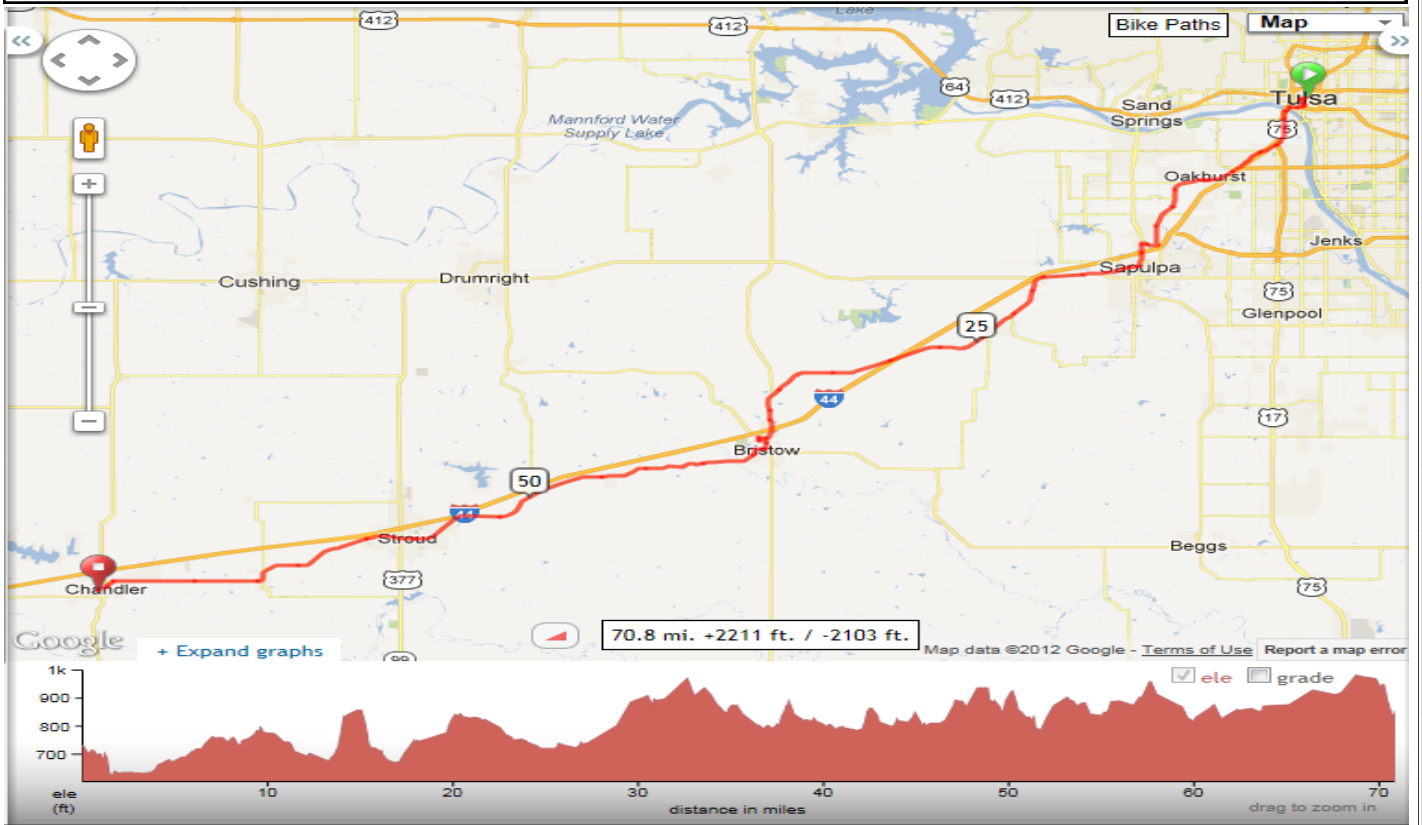 Lake
412
412
Bike Paths
Map
<<
>>
64
412
Tulsa
Sand
Springs
Mannford Water
Supply Lake
75
Oakhurst
Jenks
Cushing
Drumright
Sapulpa
75
Glenpool
25
44
17
Bristow
50
44
Stroud
Beggs
377
75
Chandler
Google
+ Expand graphs
99
70.8 mi. +2211 ft. / -2103 ft.
Map data ©2012 Google - Terms of Use
Report a map error
1k
900
800
700
ele
grade
10
20
30
40
50
60
70
ele
(ft)
distance in miles
drag to zoom in